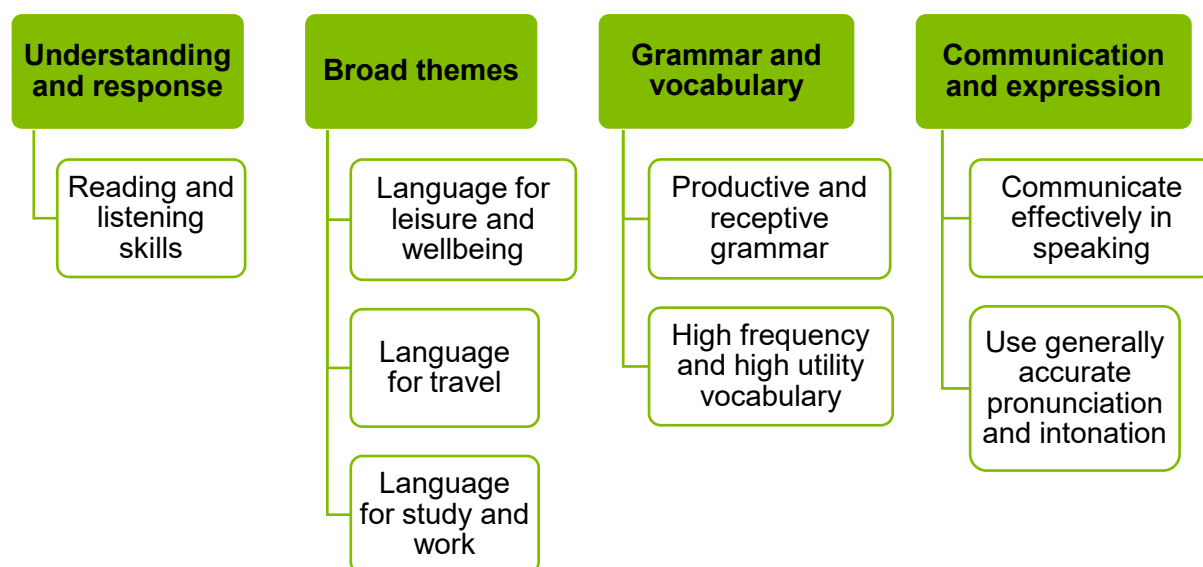 Understanding
and response
Reading and
listening
skills
Broad themes
Language for
leisure and
wellbeing
Language
for travel
Language
for study and
work
Grammar and
vocabulary
Productive and
receptive
grammar
High frequency
and high utility
vocabulary
Communication
and expression
Communicate
effectively in
speaking
Use generally
accurate
pronunciation
and intonation